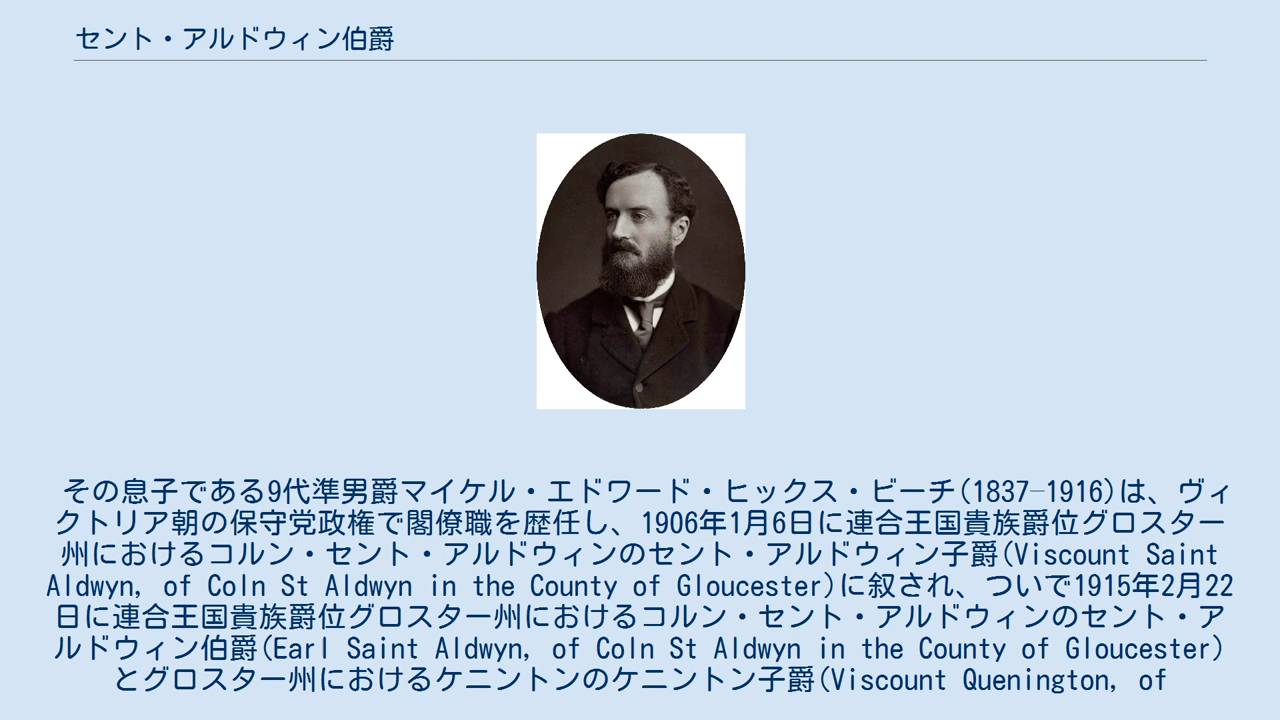 セント・アルドウィン伯爵
その息子である9代準男爵マイケル・エドワード・ヒックス・ビーチ(1837–1916)は、ヴィ
クトリア朝の保守党政権で閣僚職を歴任し、1906年1月6日に連合王国貴族爵位グロスター
州におけるコルン・セント・アルドウィンのセント・アルドウィン子爵(Viscount Saint
Aldwyn, of Coln St Aldwyn in the County of Gloucester)に叙され、ついで1915年2月22
日に連合王国貴族爵位グロスター州におけるコルン・セント・アルドウィンのセント・ア
ルドウィン伯爵(Earl Saint Aldwyn, of Coln St Aldwyn in the County of Gloucester)
とグロスター州におけるケニントンのケニントン子爵(Viscount Quenington, of